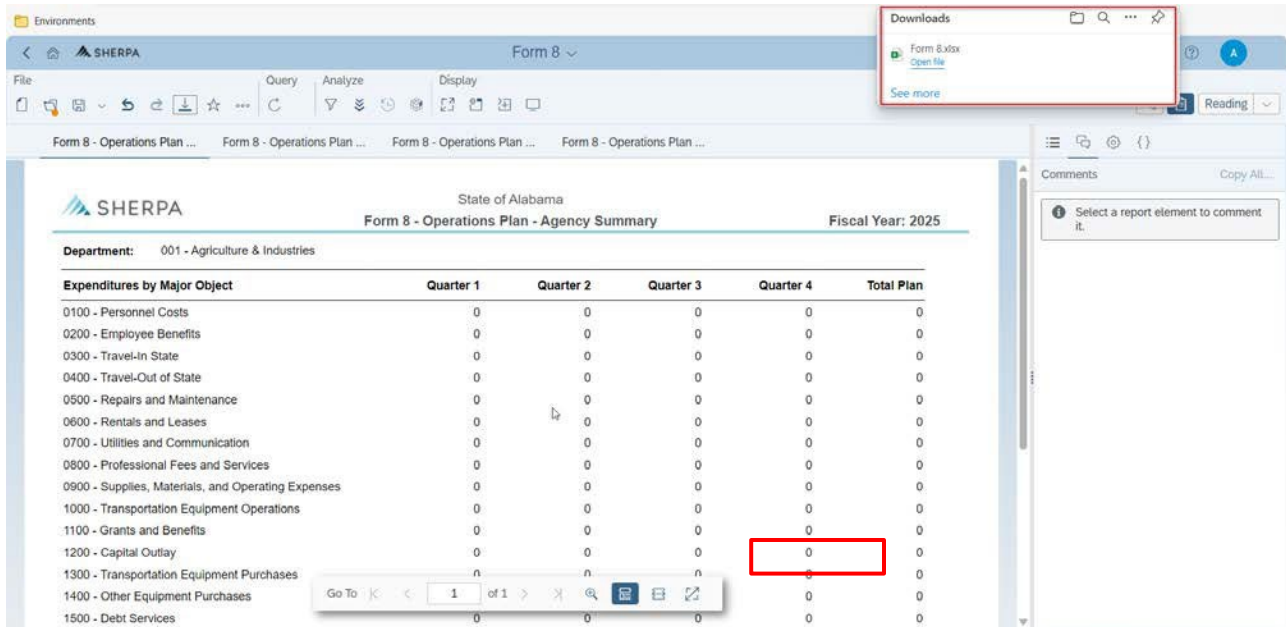 Environments
Downloads
Form 8.xlsx
Open file
See more
SHERPA
Form 8
A
File
Query
Analyze
Display
Reading
Form 8 - Operations Plan ...
Form 8 - Operations Plan ...
Form 8 - Operations Plan ...
Form 8 - Operations Plan ...
Comments
Copy All...
Select a report element to comment
it.
SHERPA
State of Alabama
Form 8 - Operations Plan - Agency Summary
Fiscal Year: 2025
Department: 001 - Agriculture & Industries
Expenditures by Major Object Quarter 1 Quarter 2 Quarter 3 Quarter 4 Total Plan
0100 - Personnel Costs 0 0 0 0 0
0200 - Employee Benefits 0 0 0 0 0
0300 - Travel-In State 0 0 0 0 0
0400 - Travel-Out of State 0 0 0 0 0
0500 - Repairs and Maintenance 0 0 0 0 0
0600 - Rentals and Leases 0 0 0 0 0
0700 - Utilities and Communication 0 0 0 0 0
0800 - Professional Fees and Services 0 0 0 0 0
0900 - Supplies, Materials, and Operating Expenses 0 0 0 0 0
1000 - Transportation Equipment Operations 0 0 0 0 0
1100 - Grants and Benefits 0 0 0 0 0
1200 - Capital Outlay 0 0 0 0 0
1300 - Transportation Equipment Purchases 0 0 0 0 0
1400 - Other Equipment Purchases 0 0
Go To 1 of 1
1500 - Debt Services 0 0 0 0 0